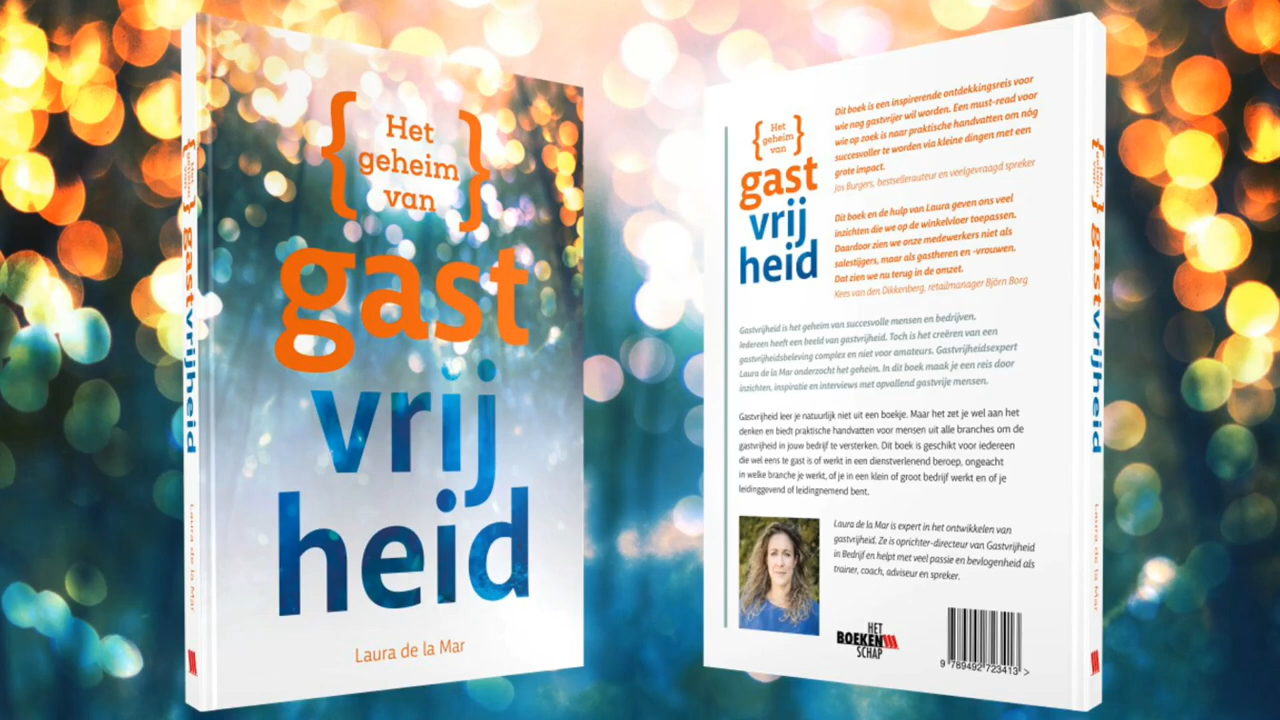 { Het
geheim
van }
gast
vrij
heid
Laura de la Mar
{ Het geheim van } gastvrijheid
Laura de la Mar
{ Het
geheim
van }
gast
vrij
heid
Dit boek is een inspirerende ontdekkingsreis voor
wie nog gastvrijer wil worden. Een must-read voor
wie op zoek is naar praktische handvatten om nóg
succesvoller te worden via kleine dingen met een
grote impact.
Jos Burgers, bestsellerauteur en veelgevraagd spreker
Dit boek en de hulp van Laura geven ons veel
inzichten die we op de winkelvloer toepassen.
Daardoor zien we onze medewerkers niet als
salestijgers, maar als gastheren en -vrouwen.
Dat zien we nu terug in de omzet.
Kees van den Dikkenberg, retailmanager Björn Borg
Gastvrijheid is het geheim van succesvolle mensen en bedrijven.
Iedereen heeft een beeld van gastvrijheid. Toch is het creëren van een
gastvrijheidsbeleving complex en niet voor amateurs. Gastvrijheidsexpert
Laura de la Mar onderzocht het geheim. In dit boek maak je een reis door
inzichten, inspiratie en interviews met opvallend gastvrije mensen.
Gastvrijheid leer je natuurlijk niet uit een boekje. Maar het zet je wel aan het
denken en biedt praktische handvatten voor mensen uit alle branches om de
gastvrijheid in jouw bedrijf te versterken. Dit boek is geschikt voor iedereen
die wel eens te gast is of werkt in een dienstverlenend beroep, ongeacht
in welke branche je werkt, of je in een klein of groot bedrijf werkt en of je
leidinggevend of leidingnemend bent.
Laura de la Mar is expert in het ontwikkelen van
gastvrijheid. Ze is oprichter-directeur van Gastvrijheid
in Bedrijf en helpt met veel passie en bevlogenheid als
trainer, coach, adviseur en spreker.
HET
BOEKEN
SCHAP
9 789492 723413 >
{ Het geheim van } gastvrijheid
Laura de la Mar